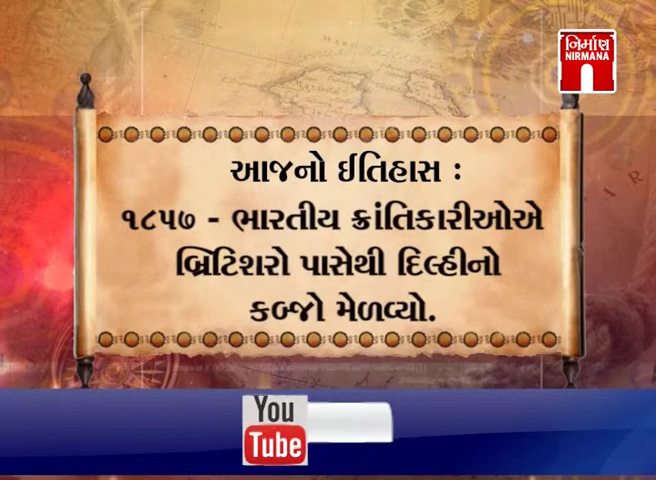 નિર્માણ
NIRMANA
આજનો ઈતિહાસ :
૧૮૫૭ - ભારતીય ક્રાંતિકારીઓએ
બ્રિટિશરો પાસેથી દિલ્હીનો
કબ્જો મેળવ્યો.
You
Tube